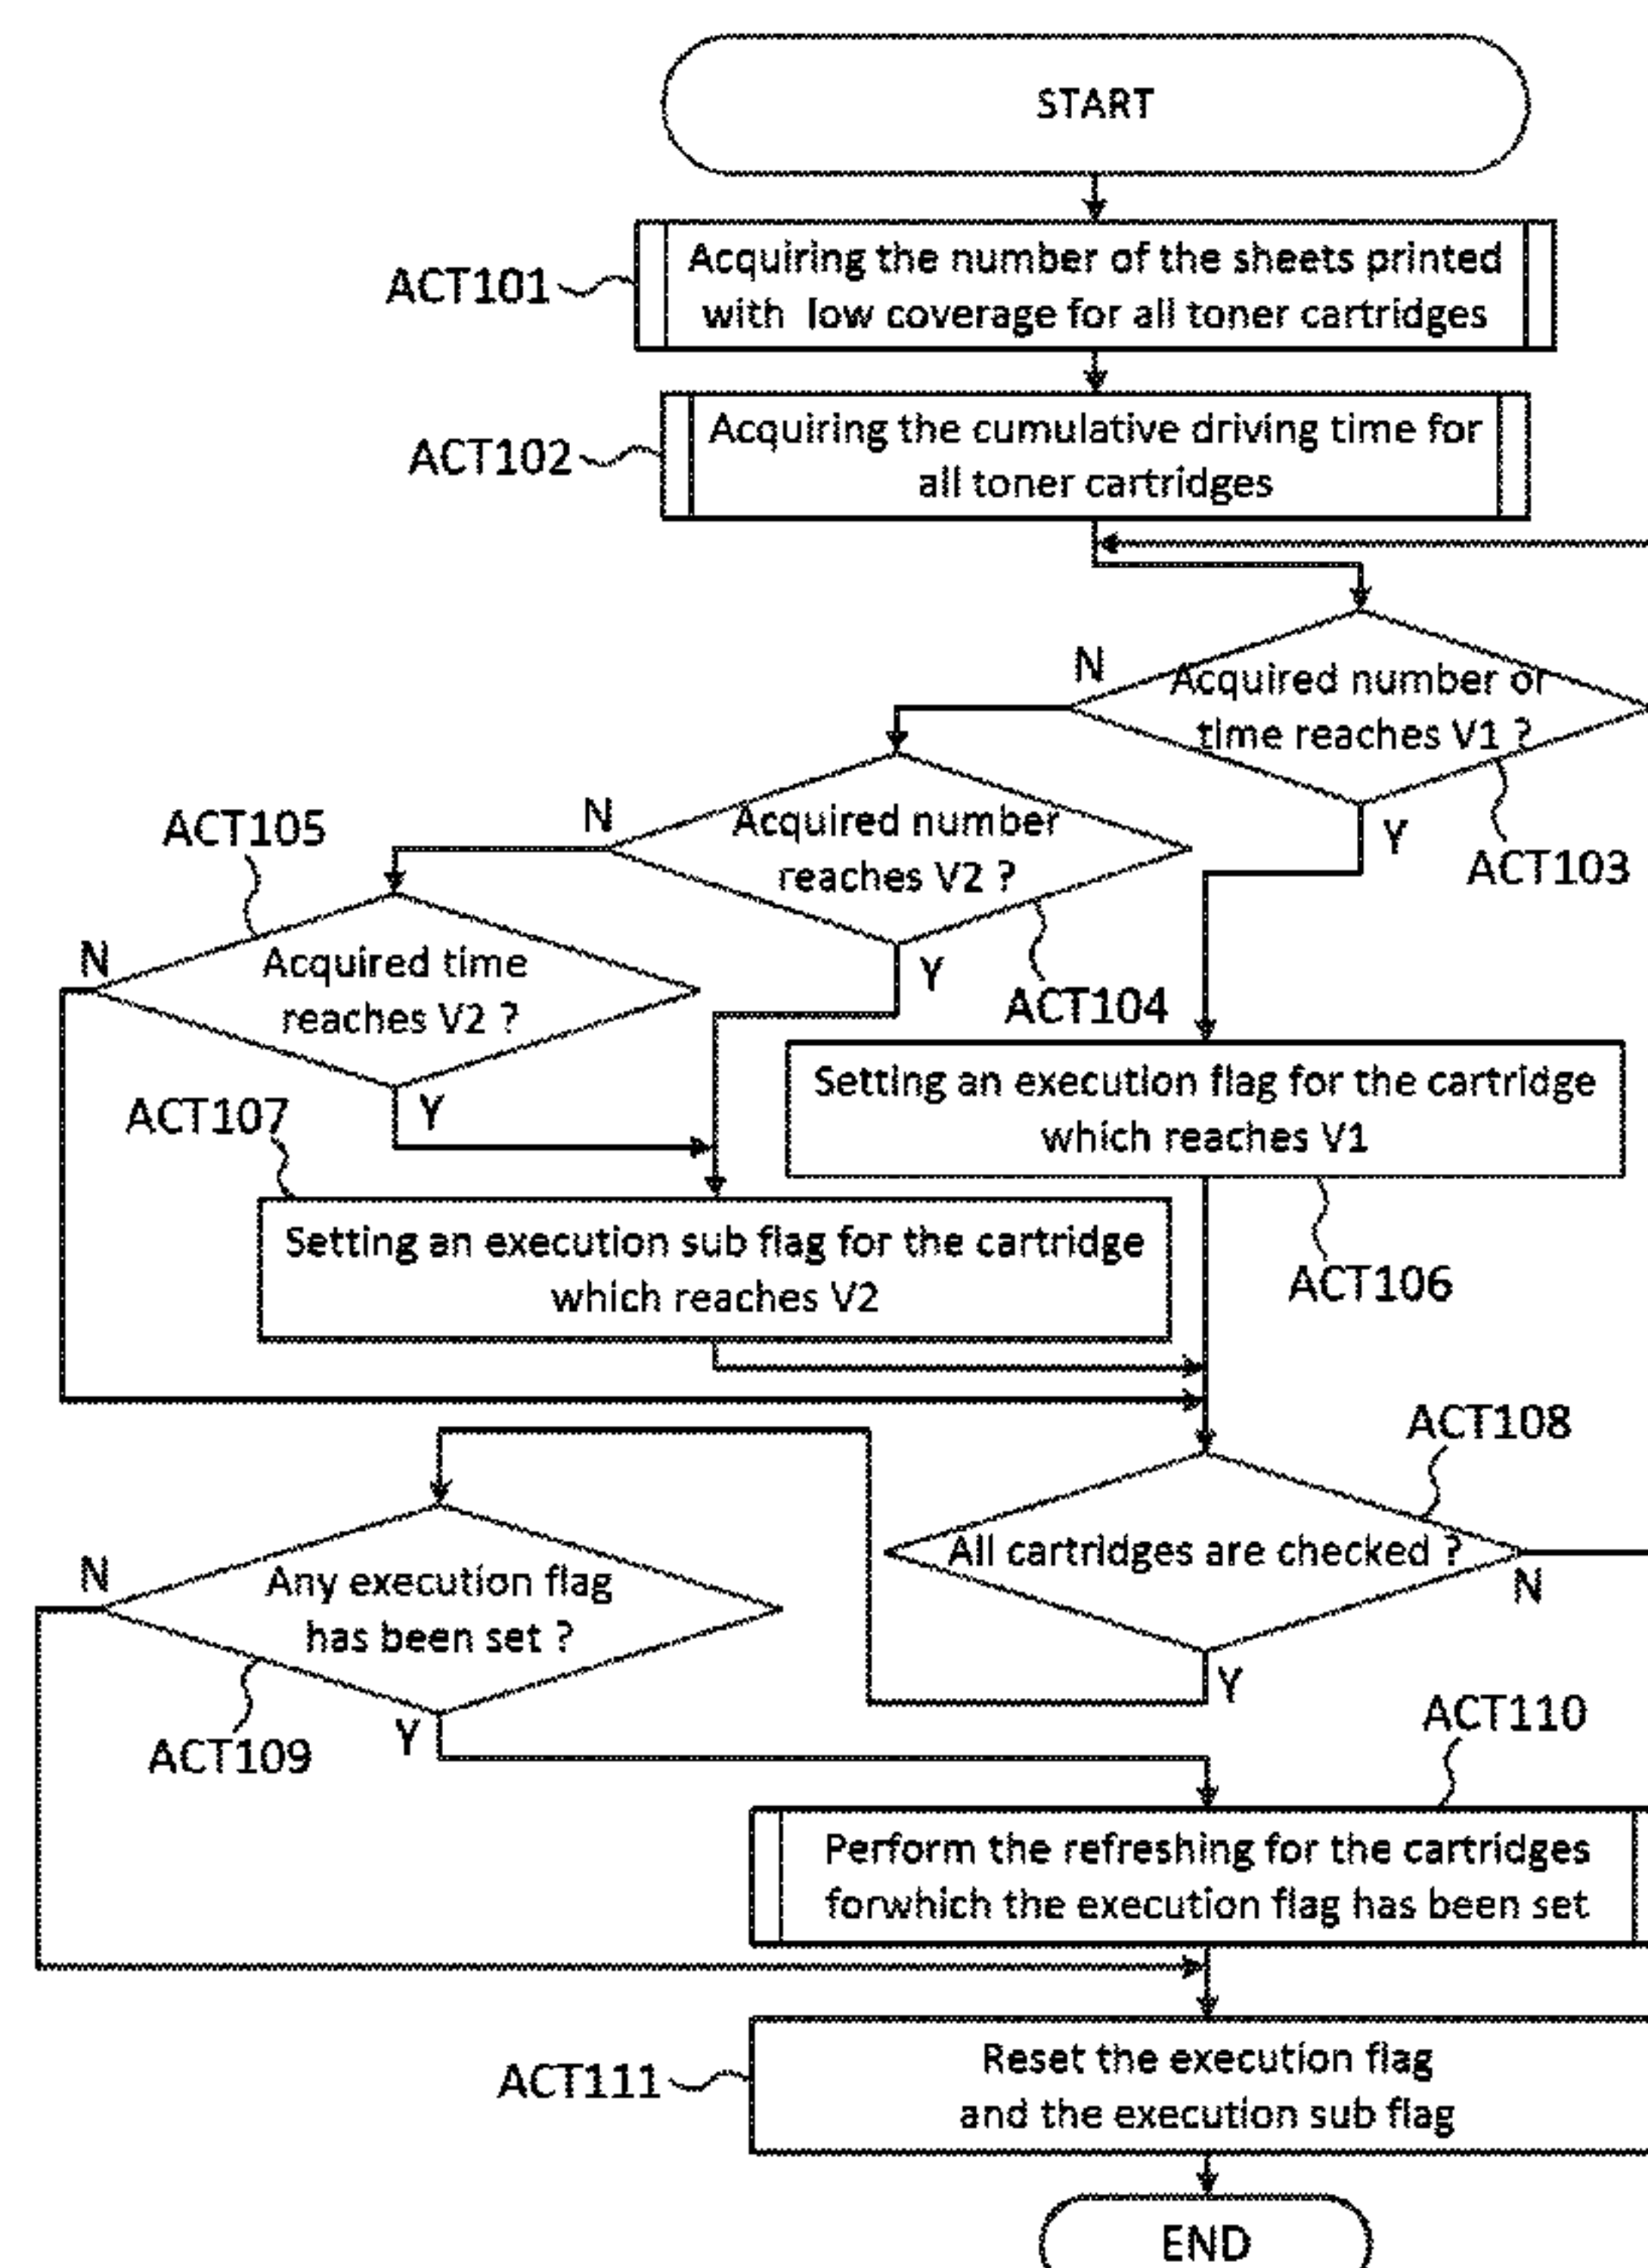 START
ACT101
Acquiring the number of the sheets printed
with low coverage for all toner cartridges
ACT102
Acquiring the cumulative driving time for
all toner cartridges
N
Acquired number or
time reaches V1 ?
Y
ACT103
N
Acquired number
reaches V2 ?
Y
ACT104
ACT105
N
Acquired time
reaches V2 ?
Y
Setting an execution flag for the cartridge
which reaches V1
ACT106
ACT107
Setting an execution sub flag for the cartridge
which reaches V2
ACT108
All cartridges are checked ?
N
Y
N
Any execution flag
has been set ?
Y
ACT109
ACT110
Perform the refreshing for the cartridges
forwhich the execution flag has been set
ACT111
Reset the execution flag
and the execution sub flag
END